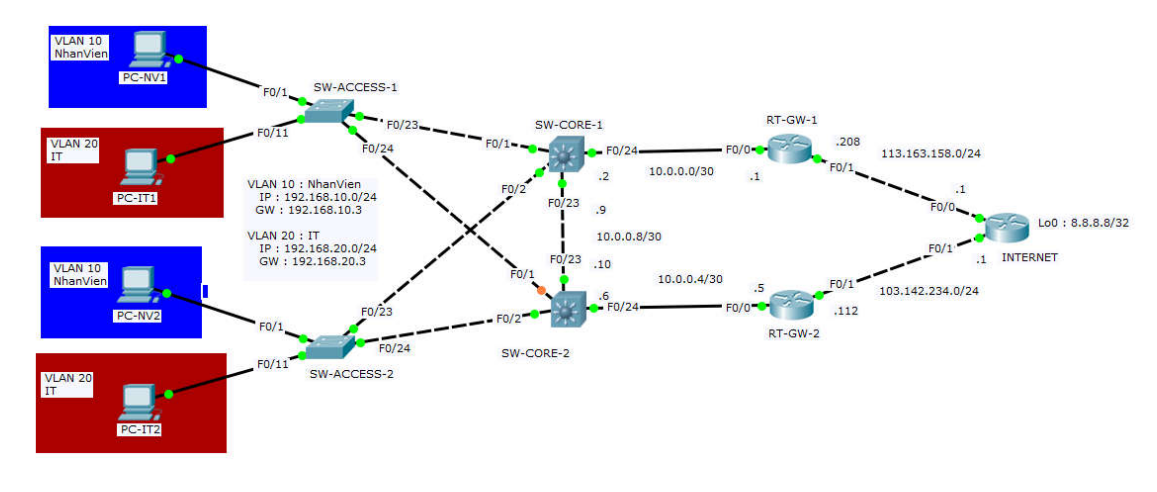 VLAN 10
NhanVien
PC-NV1
F0/1
SW-ACCESS-1
F0/11
F0/23
F0/24
VLAN 20
IT
PC-IT1
VLAN 10 : NhanVien
IP : 192.168.10.0/24
GW : 192.168.10.3
VLAN 20 : IT
IP : 192.168.20.0/24
GW : 192.168.20.3
VLAN 10
NhanVien
PC-NV2
F0/1
F0/23
F0/24
F0/11
SW-ACCESS-2
VLAN 20
IT
PC-IT2
SW-CORE-1
F0/1
F0/24
F0/2
.2
F0/23
.9
10.0.0.8/30
F0/23
.10
F0/1
.6
F0/2
F0/24
SW-CORE-2
10.0.0.0/30
RT-GW-1
F0/0
.1
.208
F0/1
113.163.158.0/24
.1
F0/0
Lo0 : 8.8.8.8/32
F0/1
.1
INTERNET
10.0.0.4/30
.5
F0/0
F0/1
103.142.234.0/24
.112
RT-GW-2